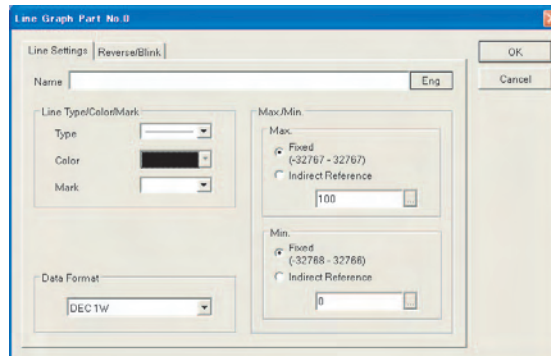 Line Graph Part No.0
Line Settings
Reverse/Blink
OK
Cancel
Name
Eng
Line Type/Color/Mark
Type
Color
Mark
Max./Min.
Max.
Fixed
(-32767 - 32767)
Indirect Reference
100
...
Min.
Fixed
(-32768 - 32766)
Indirect Reference
0
...
Data Format
DEC 1W